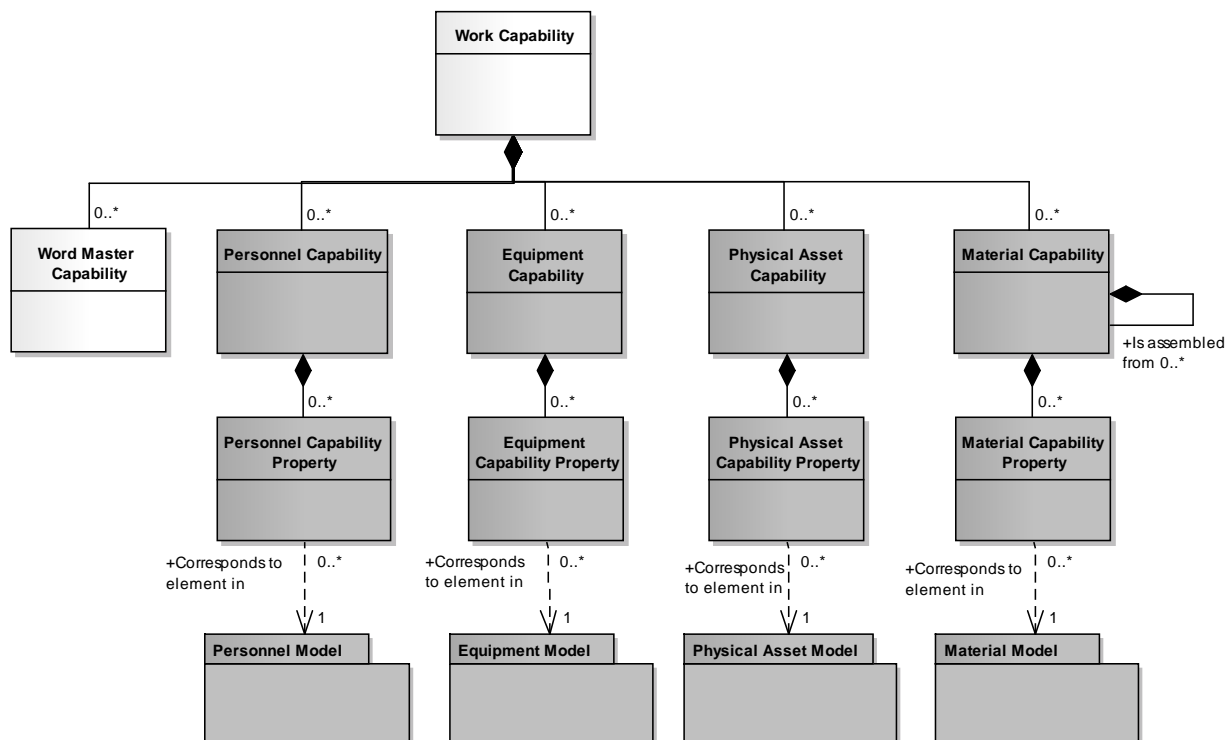 Work Capability
0..*
0..*
0..*
0..*
0..*
Word Master
Capability
Personnel Capability
Equipment
Capability
Physical Asset
Capability
Material Capability
+Is assembled
from 0..*
0..*
0..*
0..*
0..*
Personnel Capability
Property
Equipment
Capability Property
Physical Asset
Capability Property
Material Capability
Property
+Corresponds to
element in
0..*
+Corresponds
to element in
0..*
+Corresponds
to element in
0..*
+Corresponds to
element in
0..*
1
1
1
1
Personnel Model
Equipment Model
Physical Asset Model
Material Model